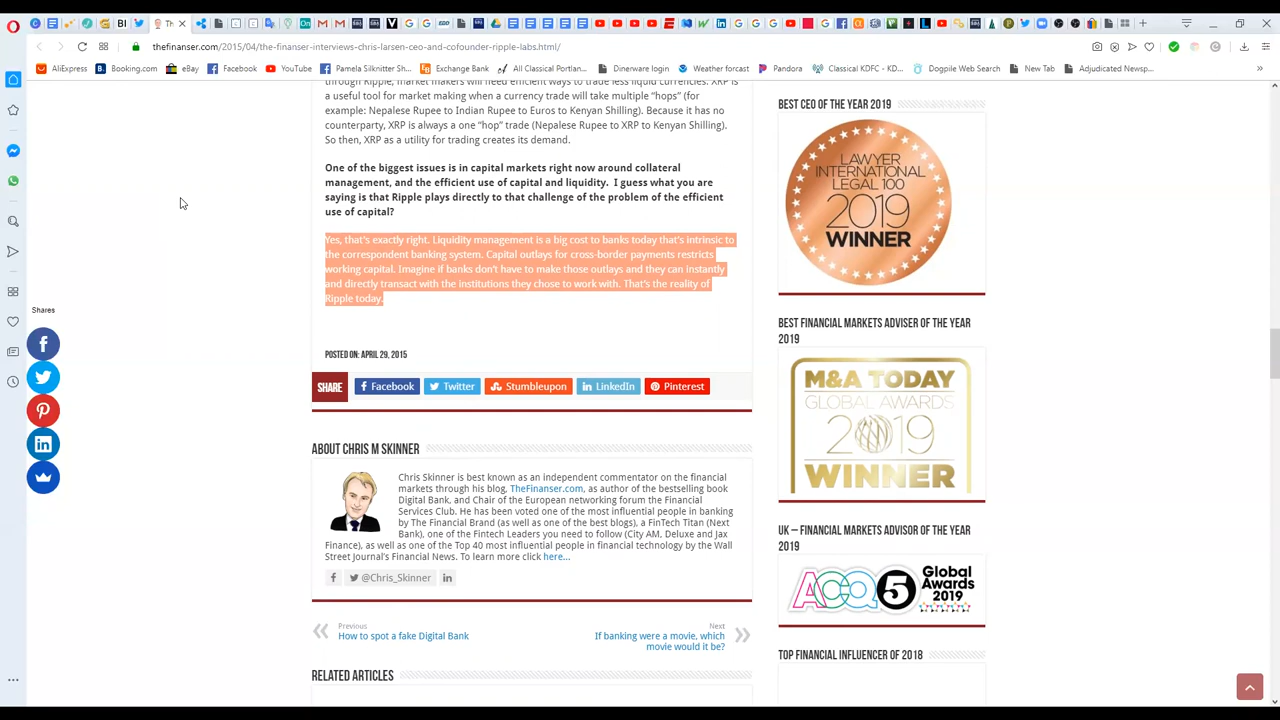 Th
BI
EDD
thefinanser.com/2015/04/the-finanser-interviews-chris-larsen-ceo-and-cofounder-ripple-labs.html/
AliExpress
Booking.com
eBay
Facebook
YouTube
Pamela Silknitter Sh...
Exchange Bank
All Classical Portlan...
Dinerware login
Weather forcast
Pandora
Classical KDFC - KD...
Dogpile Web Search
New Tab
Adjudicated Newsp...
through Ripple, market makers will need efficient ways to trade less liquid currencies. XRP is
a useful tool for market making when a currency trade will take multiple “hops” (for
example: Nepalese Rupee to Indian Rupee to Euros to Kenyan Shilling). Because it has no
counterparty, XRP is always a one “hop” trade (Nepalese Rupee to XRP to Kenyan Shilling).
So then, XRP as a utility for trading creates its demand.
One of the biggest issues is in capital markets right now around collateral
management, and the efficient use of capital and liquidity. I guess what you are
saying is that Ripple plays directly to that challenge of the problem of the efficient
use of capital?
Yes, that's exactly right. Liquidity management is a big cost to banks today that's intrinsic to
the correspondent banking system. Capital outlays for cross-border payments restricts
working capital. Imagine if banks don't have to make those outlays and they can instantly
and directly transact with the institutions they chose to work with. That's the reality of
Ripple today.
POSTED ON: APRIL 29, 2015
SHARE
Facebook
Twitter
Stumbleupon
LinkedIn
Pinterest
Shares
ABOUT CHRIS M SKINNER
Chris Skinner is best known as an independent commentator on the financial
markets through his blog, TheFinanser.com, as author of the bestselling book
Digital Bank, and Chair of the European networking forum the Financial
Services Club. He has been voted one of the most influential people in banking
by The Financial Brand (as well as one of the best blogs), a FinTech Titan (Next
Bank), one of the Fintech Leaders you need to follow (City AM, Deluxe and Jax
Finance), as well as one of the Top 40 most influential people in financial technology by the Wall
Street Journal's Financial News. To learn more click here...
@Chris_Skinner
Previous
How to spot a fake Digital Bank
Next
If banking were a movie, which
movie would it be?
RELATED ARTICLES
BEST CEO OF THE YEAR 2019
LAWYER
INTERNATIONAL
LEGAL 100
2019
WINNER
BEST FINANCIAL MARKETS ADVISER OF THE YEAR
2019
M&A TODAY
GLOBAL AWARDS
2019
WINNER
UK – FINANCIAL MARKETS ADVISOR OF THE YEAR
2019
ACQ5
Global
Awards
2019
TOP FINANCIAL INFLUENCER OF 2018